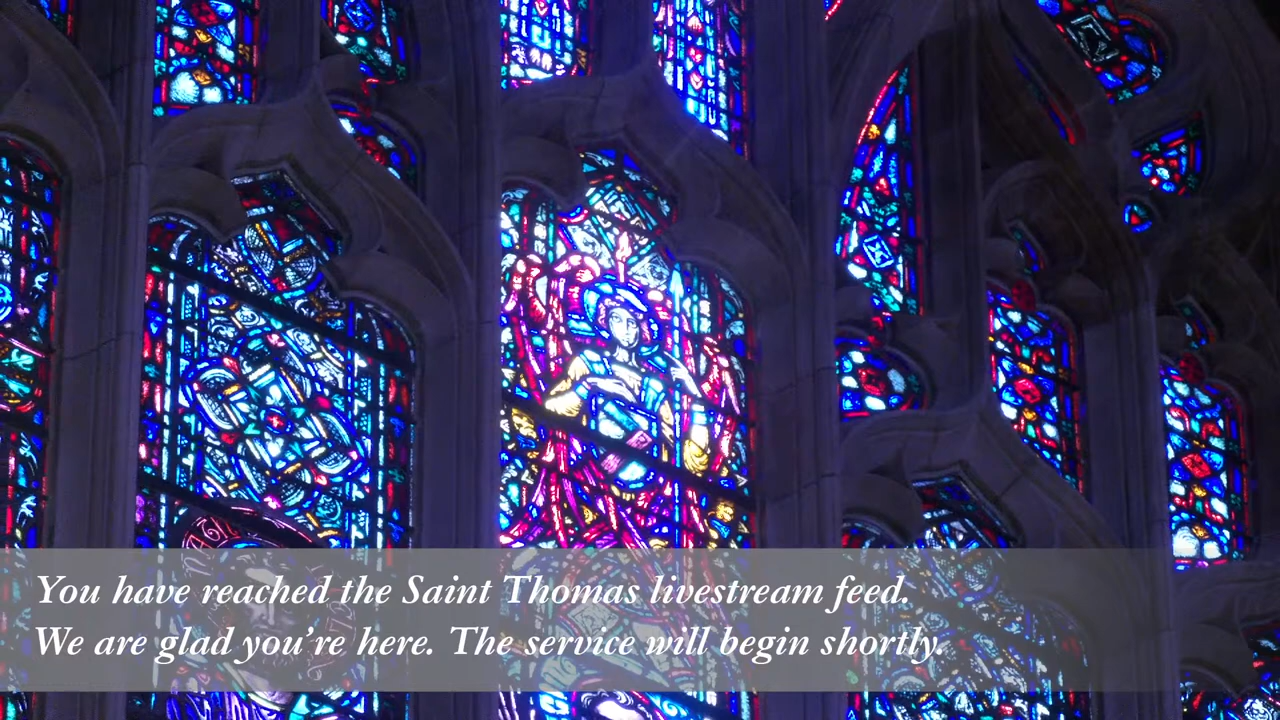 You have reached the Saint Thomas livestream feed.
We are glad you're here. The service will begin shortly.